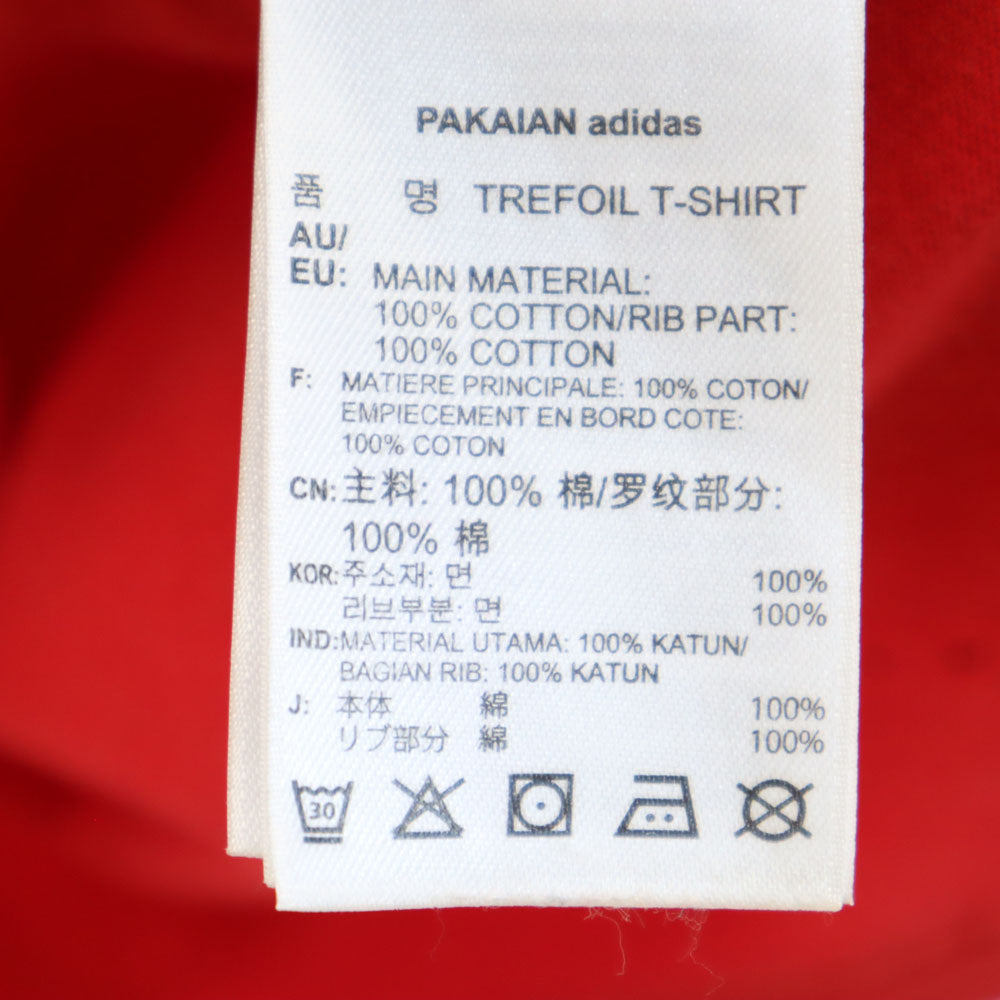 PAKAIAN adidas
품 명 TREFOIL T-SHIRT
AU/
EU: MAIN MATERIAL:
100% COTTON/RIB PART:
100% COTTON
F: MATIERE PRINCIPALE: 100% COTON/
EMPIECEMENT EN BORD COTE:
100% COTON
CN: 主料: 100% 棉/罗纹部分:
100% 棉
KOR: 주소재: 면 100%
리브부분: 면 100%
IND: MATERIAL UTAMA: 100% KATUN/
BAGIAN RIB: 100% KATUN
J: 本体 綿 100%
リブ部分 綿 100%
30